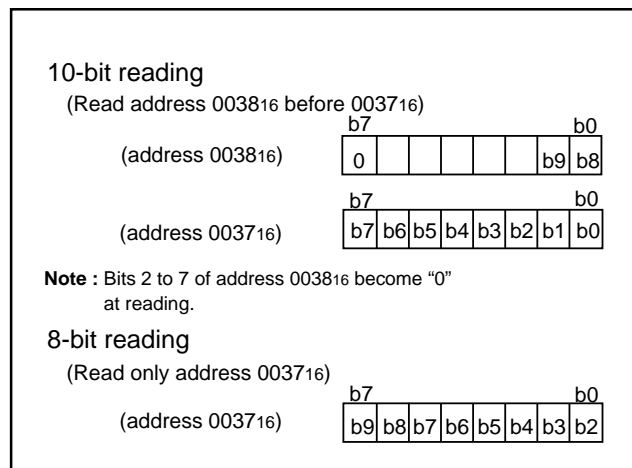 10-bit reading
(Read address 003816 before 003716)
b7 b0
(address 003816) 0 b9 b8
b7 b0
(address 003716) b7 b6 b5 b4 b3 b2 b1 b0
Note : Bits 2 to 7 of address 003816 become “0”
at reading.
8-bit reading
(Read only address 003716)
b7 b0
(address 003716) b9 b8 b7 b6 b5 b4 b3 b2